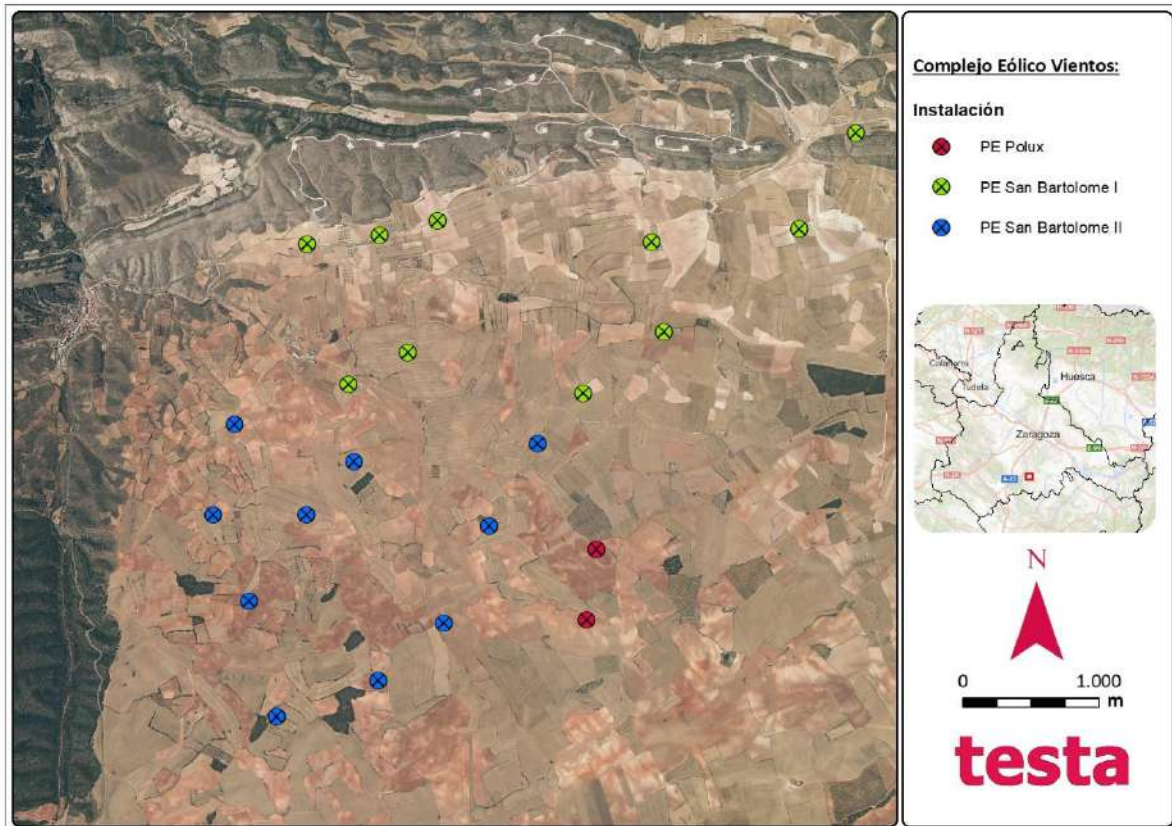 Complejo Eólico Vientos:
Instalación
PE Polux
PE San Bartolome I
PE San Bartolome II
Huesca
Tudela
Zaragoza
N
0 1.000
m
testa